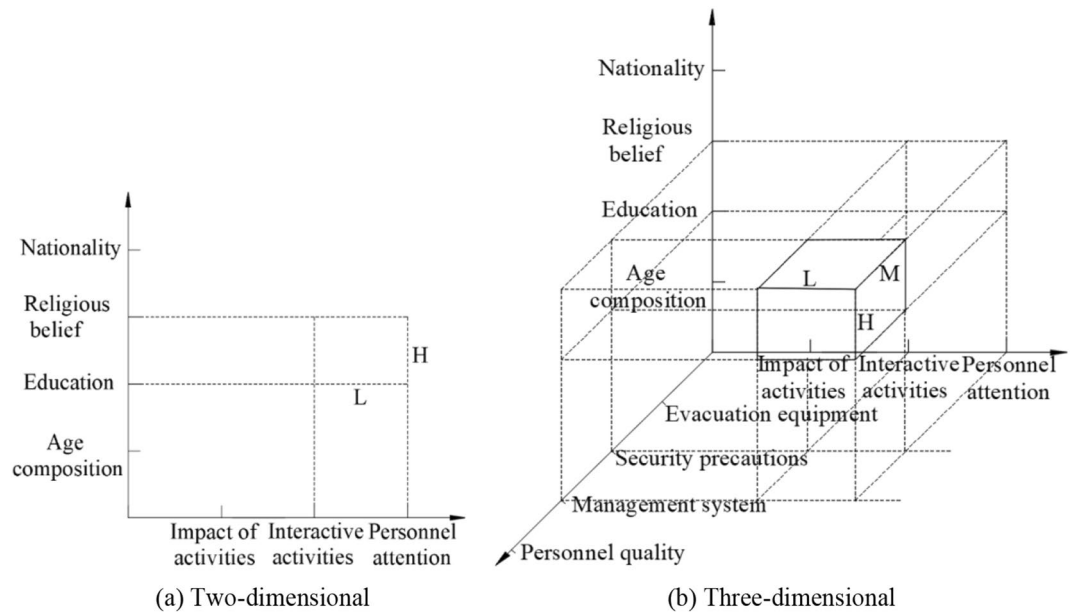 Nationality
Religious
belief
Education
Age
composition
H
L
Impact of
activities
Interactive
activities
Personnel
attention
(a) Two-dimensional
Nationality
Religious
belief
Education
Age
composition
L
M
H
Impact of
activities
Interactive
activities
Personnel
attention
Evacuation equipment
Security precautions
Management system
Personnel quality
(b) Three-dimensional